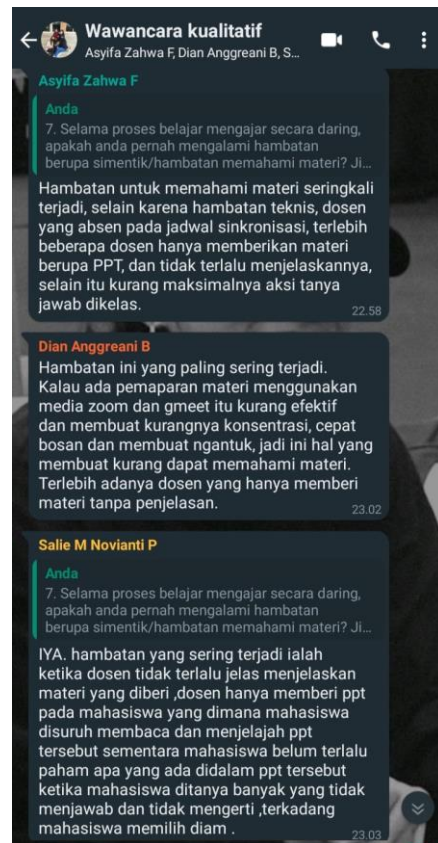 Wawancara kualitatif
Asyifa Zahwa F, Dian Anggreani B, S...
Asyifa Zahwa F
Anda
7. Selama proses belajar mengajar secara daring,
apakah anda pernah mengalami hambatan
berupa simentik/hambatan memahami materi? Ji...
Hambatan untuk memahami materi seringkali
terjadi, selain karena hambatan teknis, dosen
yang absen pada jadwal sinkronisasi, terlebih
beberapa dosen hanya memberikan materi
berupa PPT, dan tidak terlalu menjelaskannya,
selain itu kurang maksimalnya aksi tanya
jawab dikelas.
22.58
Dian Anggreani B
Hambatan ini yang paling sering terjadi.
Kalau ada pemaparan materi menggunakan
media zoom dan gmeet itu kurang efektif
dan membuat kurangnya konsentrasi, cepat
bosan dan membuat ngantuk, jadi ini hal yang
membuat kurang dapat memahami materi.
Terlebih adanya dosen yang hanya memberi
materi tanpa penjelasan.
23.02
Salie M Novianti P
Anda
7. Selama proses belajar mengajar secara daring,
apakah anda pernah mengalami hambatan
berupa simentik/hambatan memahami materi? Ji...
IYA. hambatan yang sering terjadi ialah
ketika dosen tidak terlalu jelas menjelaskan
materi yang diberi ,dosen hanya memberi ppt
pada mahasiswa yang dimana mahasiswa
disuruh membaca dan menjelajah ppt
tersebut sementara mahasiswa belum terlalu
paham apa yang ada didalam ppt tersebut
ketika mahasiswa ditanya banyak yang tidak
menjawab dan tidak mengerti ,terkadang
mahasiswa memilih diam .
23.03